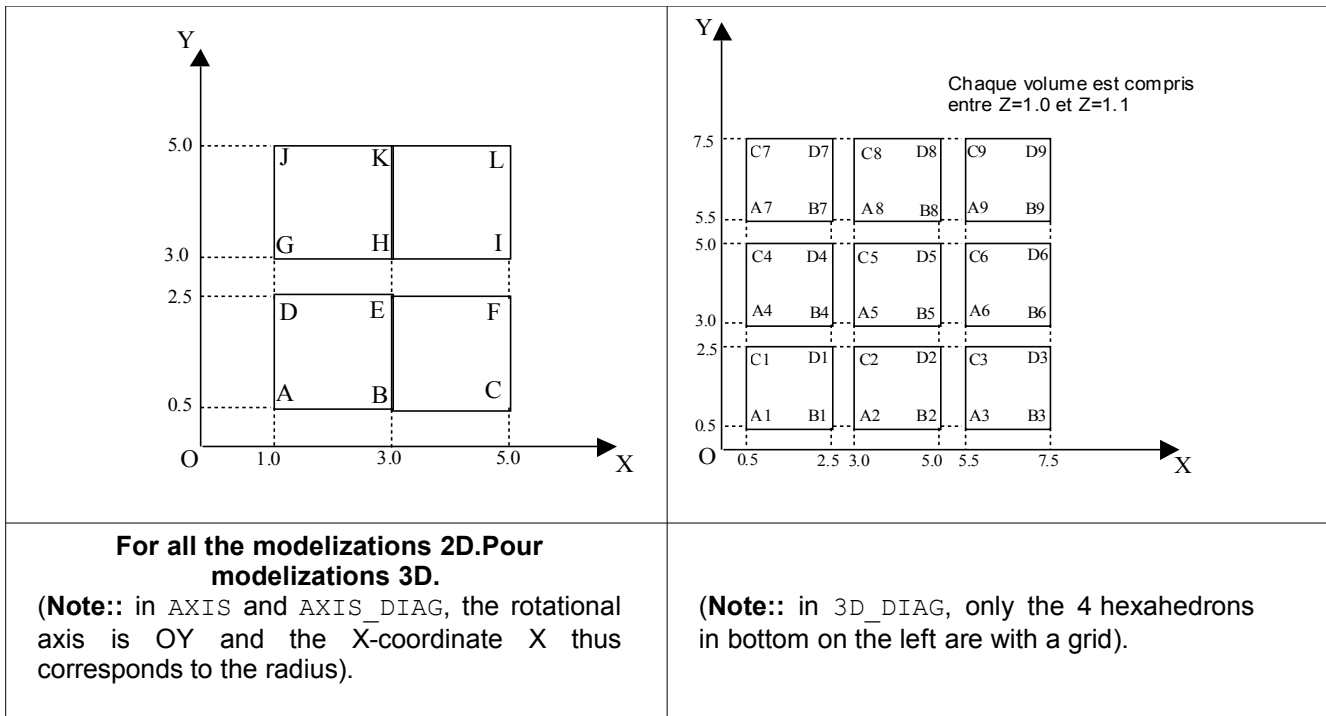 Y
5.0
J K L
G H I
3.0
2.5
D E F
A B C
0.5
O 1.0 3.0 5.0 X
Y
Chaque volume est compris
entre Z=1.0 et Z=1.1
7.5
C7 D7 C8 D8 C9 D9
A7 B7 A8 B8 A9 B9
5.5
5.0
C4 D4 C5 D5 C6 D6
A4 B4 A5 B5 A6 B6
3.0
2.5
C1 D1 C2 D2 C3 D3
A1 B1 A2 B2 A3 B3
0.5
O 0.5 2.5 3.0 5.0 5.5 7.5 X
For all the modelizations 2D.Pour
modelizations 3D.
(Note:: in AXIS and AXIS_DIAG, the rotational
axis is OY and the X-coordinate X thus
corresponds to the radius).
(Note:: in 3D_DIAG, only the 4 hexahedrons
in bottom on the left are with a grid).